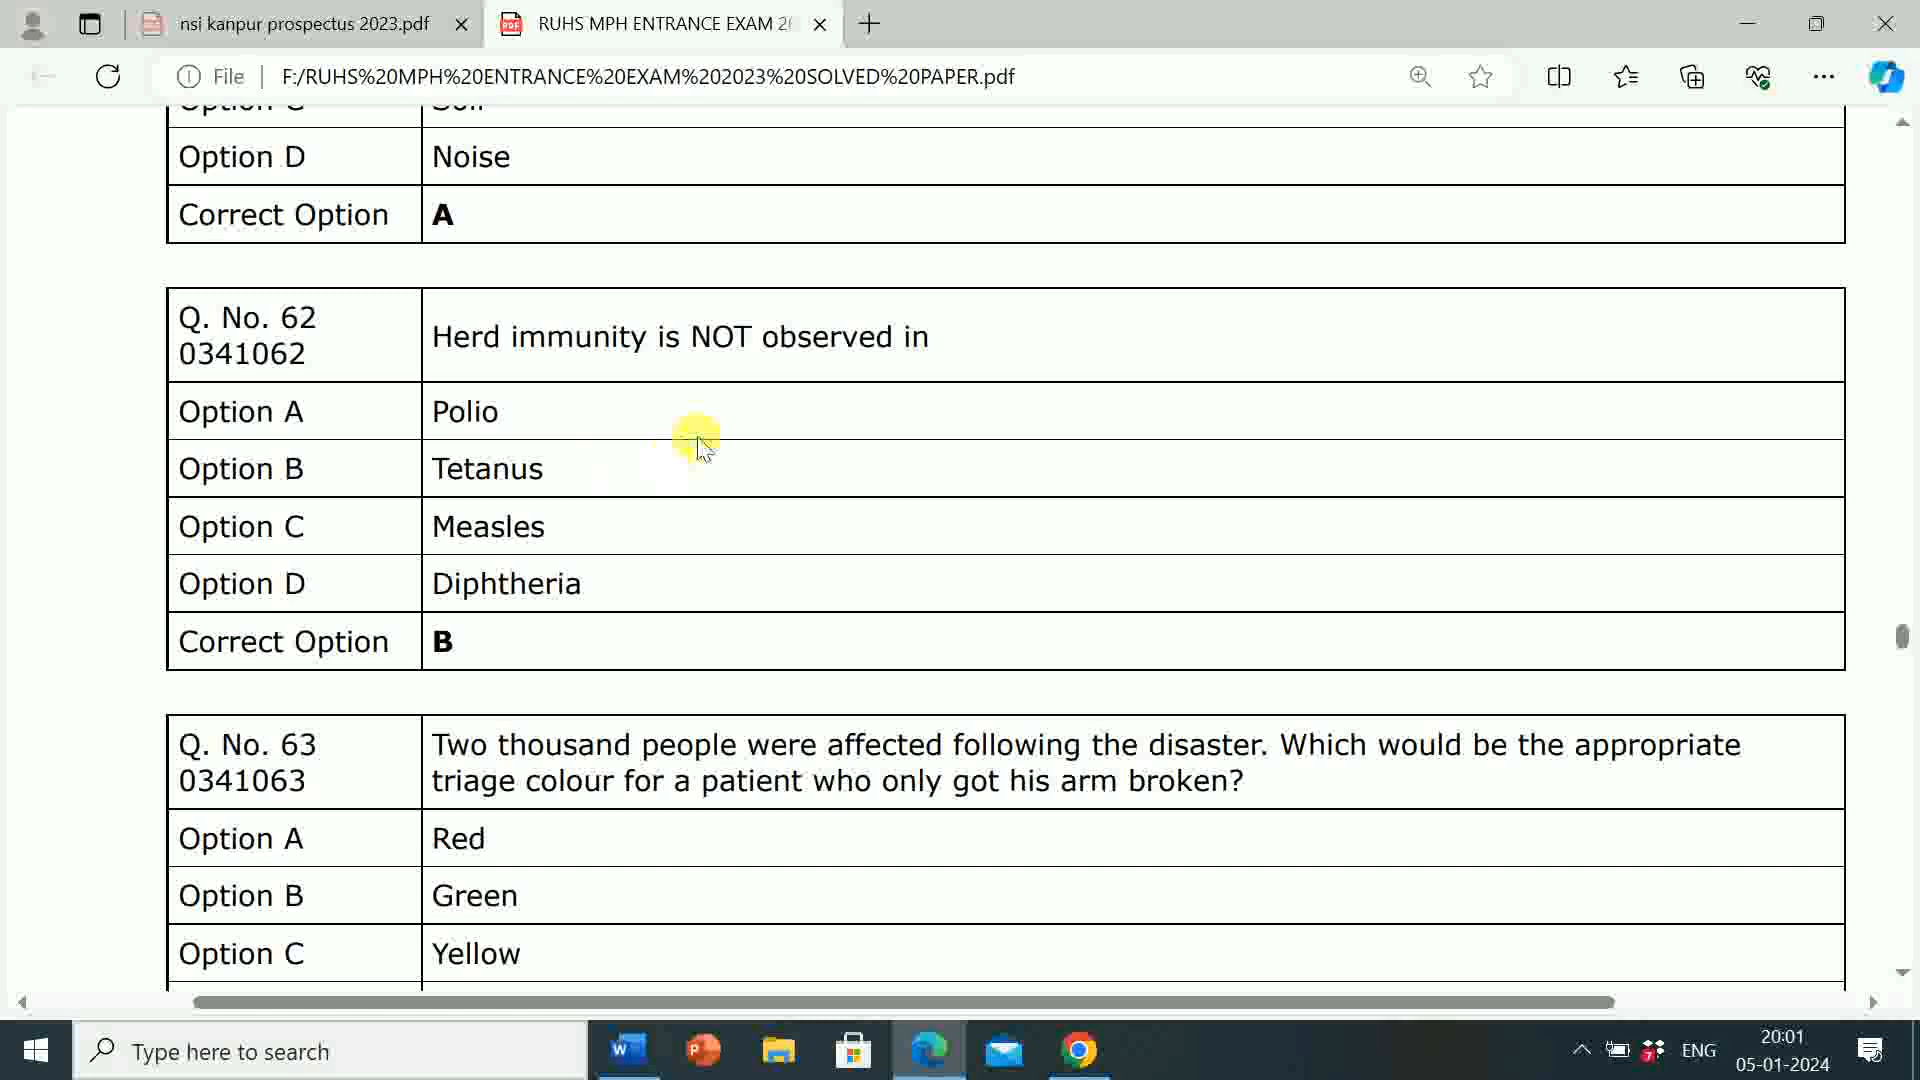 nsi kanpur prospectus 2023.pdf
RUHS MPH ENTRANCE EXAM 20
File
F:/RUHS%20MPH%20ENTRANCE%20EXAM%202023%20SOLVED%20PAPER.pdf
Option C Soil
Option D Noise
Correct Option A
Q. No. 62
0341062
Herd immunity is NOT observed in
Option A Polio
Option B Tetanus
Option C Measles
Option D Diphtheria
Correct Option B
Q. No. 63
0341063
Two thousand people were affected following the disaster. Which would be the appropriate
triage colour for a patient who only got his arm broken?
Option A Red
Option B Green
Option C Yellow
Type here to search
ENG
20:01
05-01-2024